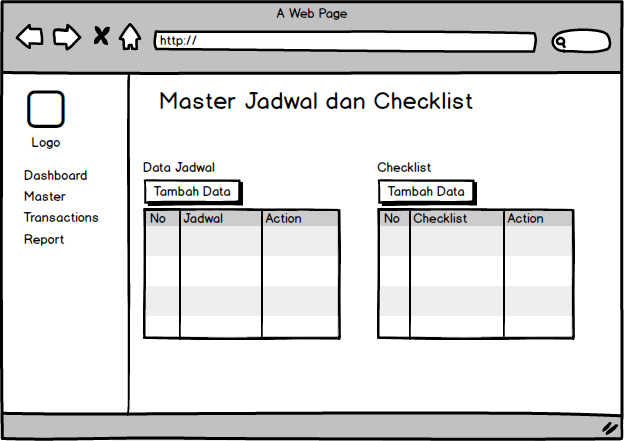 A Web Page
http://
Logo
Dashboard
Master
Transactions
Report
Master Jadwal dan Checklist
Data Jadwal
Tambah Data
No Jadwal Action
Checklist
Tambah Data
No Checklist Action